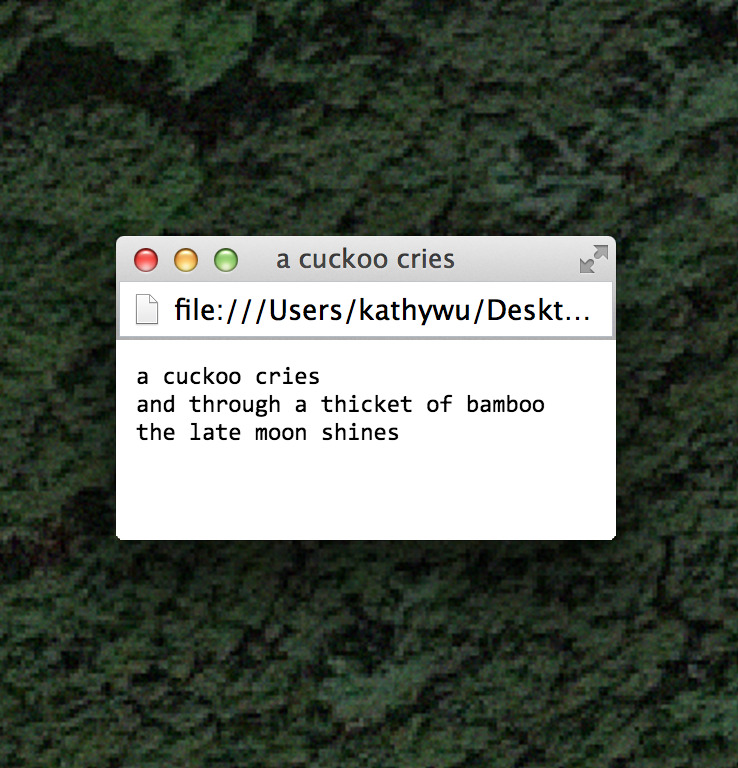 a cuckoo cries
file:///Users/kathywu/Deskt...
a cuckoo cries
and through a thicket of bamboo
the late moon shines